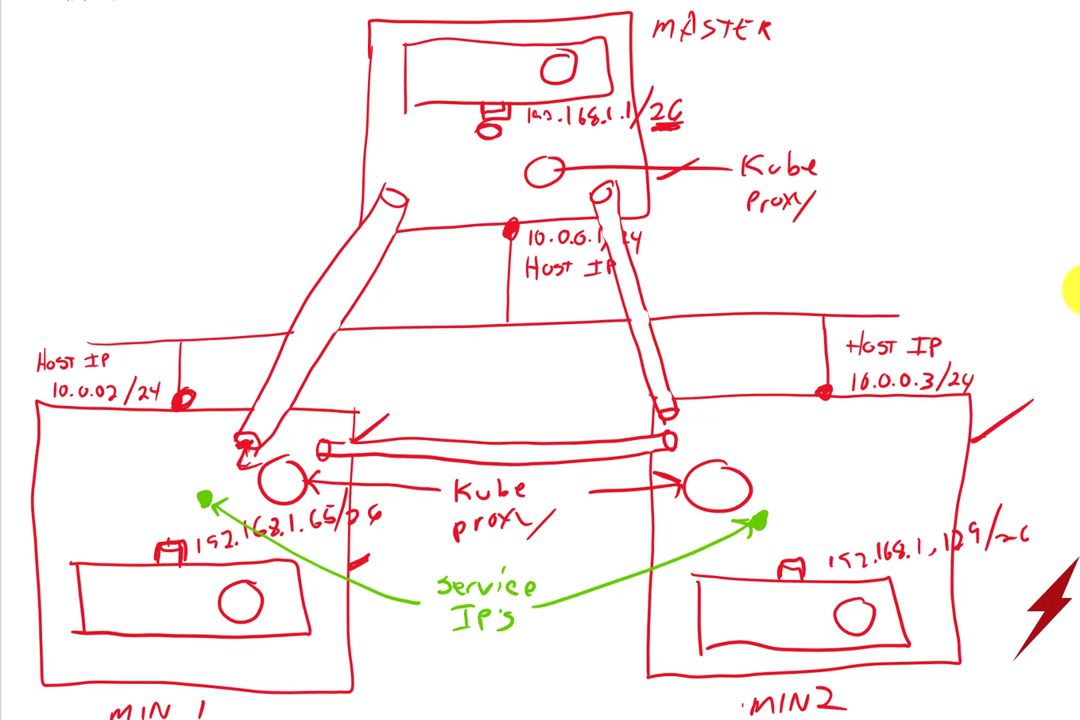 MASTER
192.168.1.1/26
Kube
proxy
10.0.0.1/24
Host IP
Host IP
10.0.02/24
Host IP
10.0.0.3/24
Kube
proxy
192.168.1.65/26
192.168.1.129/26
service
IP's
MIN 1
MIN2